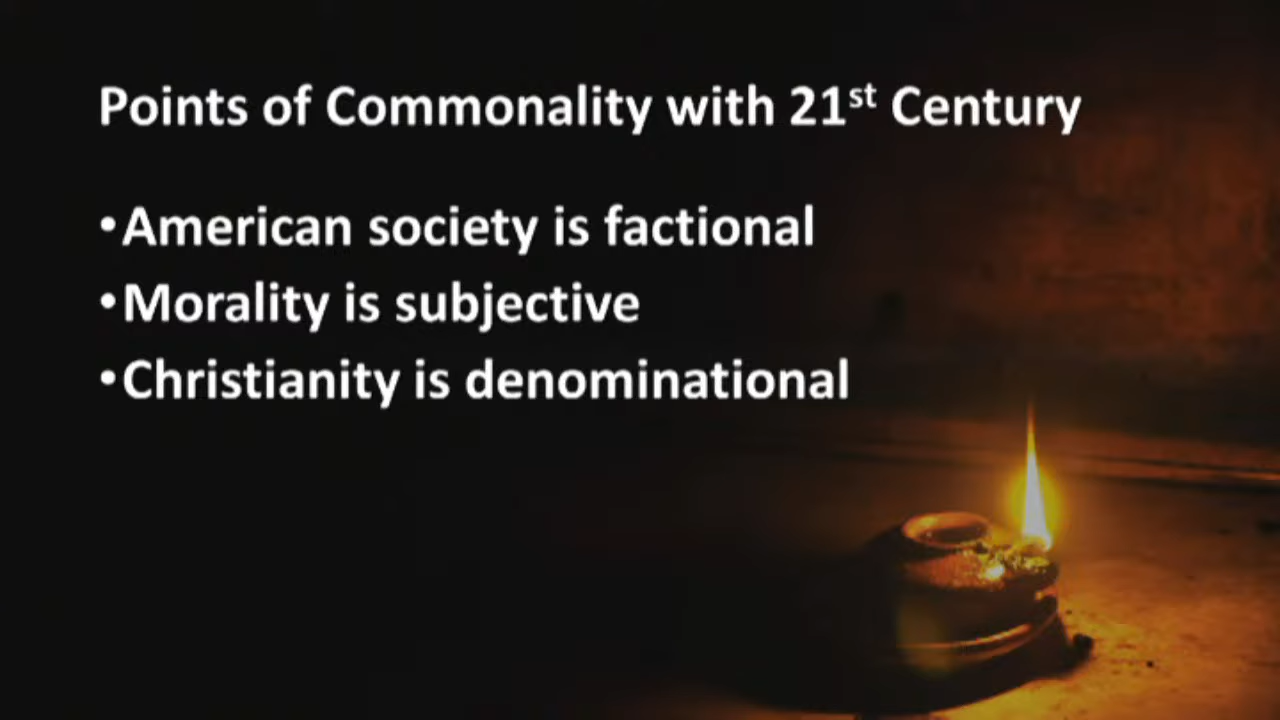 Points of Commonality with 21st Century
•American society is factional
•Morality is subjective
•Christianity is denominational